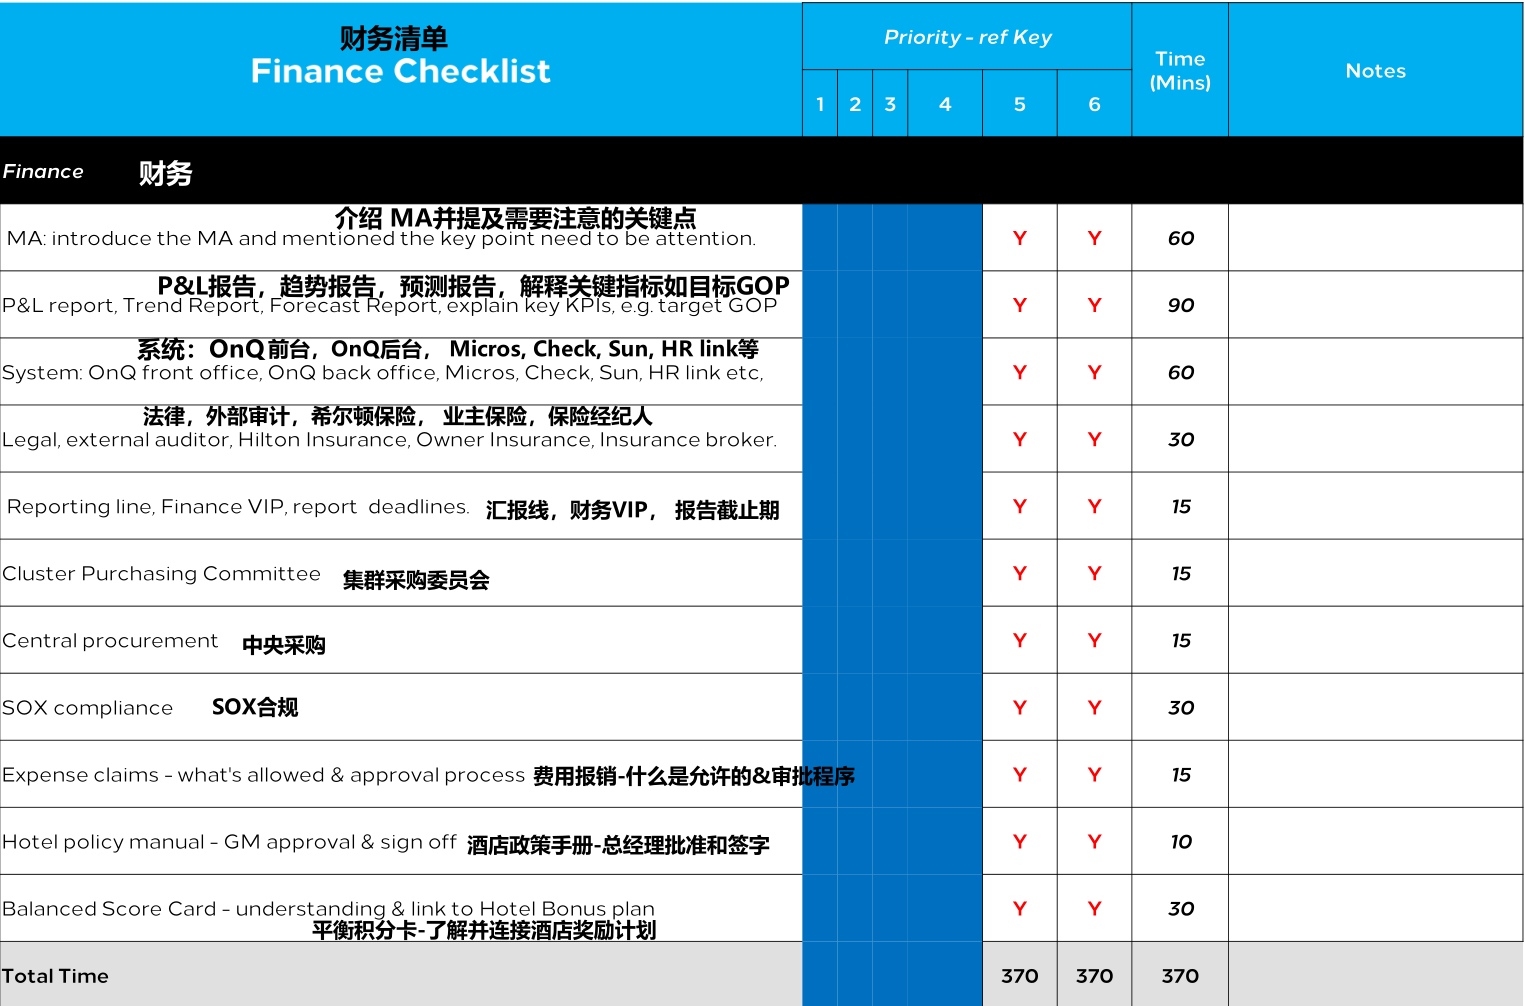 财务清单
Finance Checklist
Priority - ref Key
Time
(Mins)
Notes
1 2 3 4 5 6
Finance 财务
介绍 MA并提及需要注意的关键点
MA: introduce the MA and mentioned the key point need to be attention. Y Y 60
P&L报告，趋势报告，预测报告，解释关键指标如目标GOP
P&L report, Trend Report, Forecast Report, explain key KPIs, e.g. target GOP Y Y 90
系统：OnQ前台，OnQ后台， Micros, Check, Sun, HR link等
System: OnQ front office, OnQ back office, Micros, Check, Sun, HR link etc, Y Y 60
法律，外部审计，希尔顿保险， 业主保险，保险经纪人
Legal, external auditor, Hilton Insurance, Owner Insurance, Insurance broker. Y Y 30
Reporting line, Finance VIP, report deadlines. 汇报线，财务VIP， 报告截止期 Y Y 15
Cluster Purchasing Committee 集群采购委员会 Y Y 15
Central procurement 中央采购 Y Y 15
SOX compliance SOX合规 Y Y 30
Expense claims - what's allowed & approval process 费用报销-什么是允许的&审批程序 Y Y 15
Hotel policy manual - GM approval & sign off 酒店政策手册-总经理批准和签字 Y Y 10
Balanced Score Card - understanding & link to Hotel Bonus plan Y Y 30
平衡积分卡-了解并连接酒店奖励计划
Total Time 370 370 370